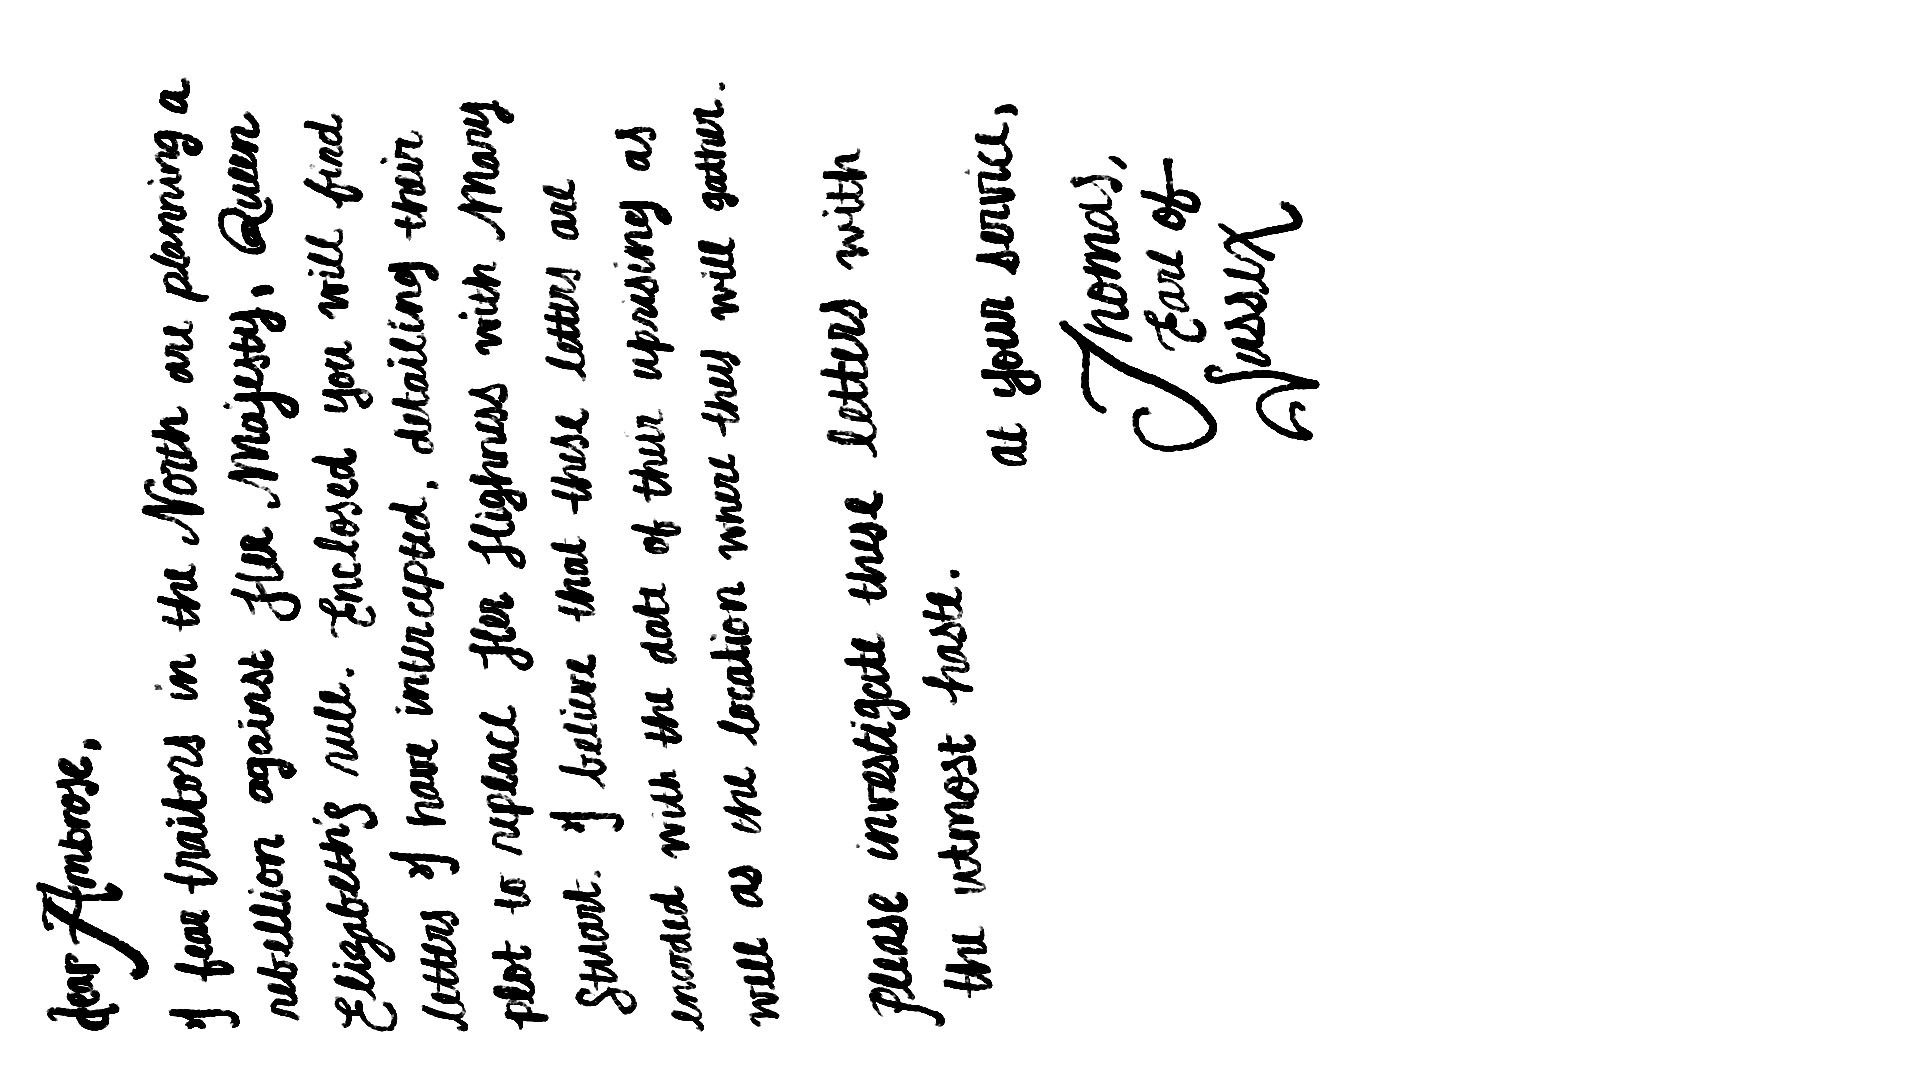 dear Ambrose,
I fear traitors in the North are planning a
rebellion against Her Majesty, Queen
Elizabeth's rule. Enclosed you will find
letters I have intercepted, detailing their
plot to replace Her Highness with Mary
Stuart. I believe that these letters are
encoded with the date of their uprising as
well as the location where they will gather.
Please investigate these letters with
the utmost haste.
at your service,
Thomas,
Earl of
Sussex